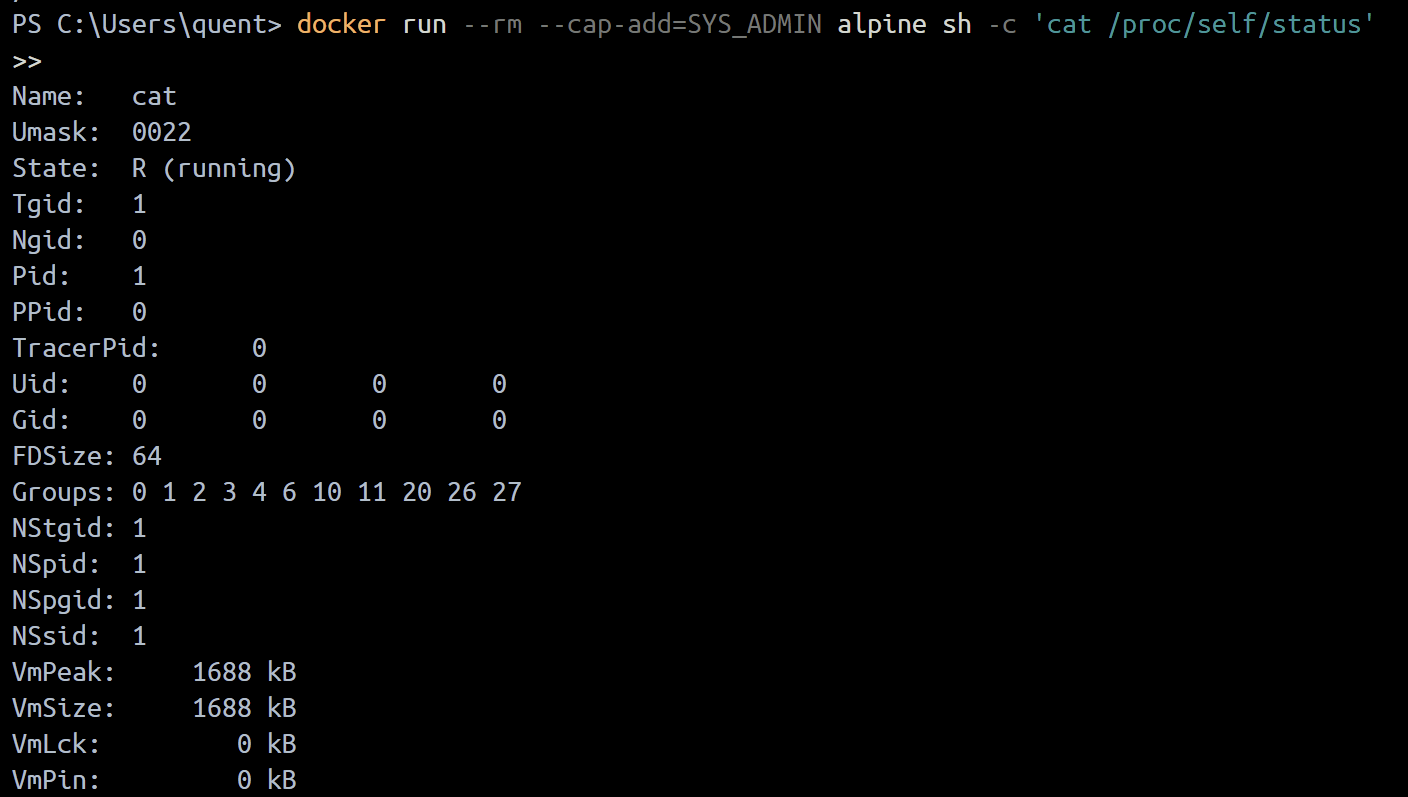 PS C:\Users\quent> docker run --rm --cap-add=SYS_ADMIN alpine sh -c 'cat /proc/self/status'
>>
Name:   cat
Umask:  0022
State:  R (running)
Tgid:   1
Ngid:   0
Pid:    1
PPid:   0
TracerPid:      0
Uid:    0       0       0       0
Gid:    0       0       0       0
FDSize: 64
Groups: 0 1 2 3 4 6 10 11 20 26 27
NStgid: 1
NSpid:  1
NSpgid: 1
NSsid:  1
VmPeak:     1688 kB
VmSize:     1688 kB
VmLck:         0 kB
VmPin:         0 kB